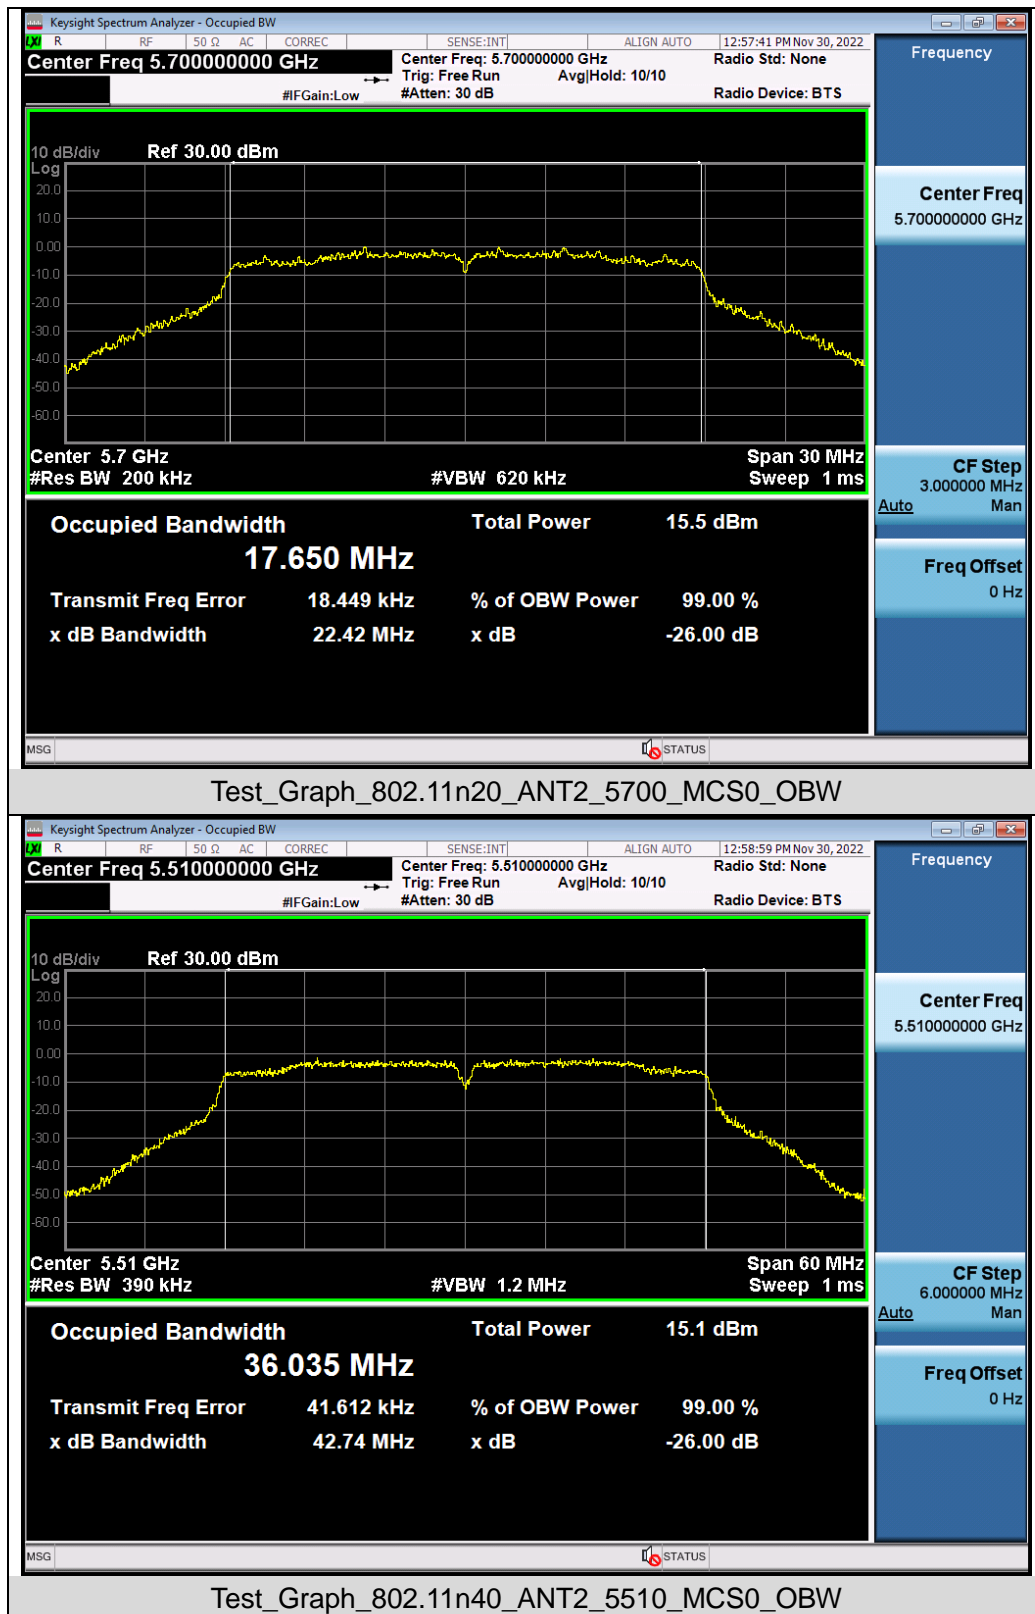 Keysight Spectrum Analyzer - Occupied BW
LXI R RF 50 Ω AC CORREC SENSE:INT ALIGN AUTO 12:57:41 PM Nov 30, 2022
Center Freq 5.700000000 GHz
Center Freq: 5.700000000 GHz
Radio Std: None
Trig: Free Run Avg|Hold: 10/10
#IFGain:Low
#Atten: 30 dB
Radio Device: BTS
10 dB/div Ref 30.00 dBm
Log
20.0
10.0
0.00
-10.0
-20.0
-30.0
-40.0
-50.0
-60.0
Center 5.7 GHz Span 30 MHz
#Res BW 200 kHz #VBW 620 kHz Sweep 1 ms
Occupied Bandwidth Total Power 15.5 dBm
17.650 MHz
Transmit Freq Error 18.449 kHz % of OBW Power 99.00 %
x dB Bandwidth 22.42 MHz x dB -26.00 dB
MSG STATUS
Frequency
Center Freq
5.700000000 GHz
CF Step
3.000000 MHz
Auto Man
Freq Offset
0 Hz
Test_Graph_802.11n20_ANT2_5700_MCS0_OBW
Keysight Spectrum Analyzer - Occupied BW
LXI R RF 50 Ω AC CORREC SENSE:INT ALIGN AUTO 12:58:59 PM Nov 30, 2022
Center Freq 5.510000000 GHz
Center Freq: 5.510000000 GHz
Radio Std: None
Trig: Free Run Avg|Hold: 10/10
#IFGain:Low
#Atten: 30 dB
Radio Device: BTS
10 dB/div Ref 30.00 dBm
Log
20.0
10.0
0.00
-10.0
-20.0
-30.0
-40.0
-50.0
-60.0
Center 5.51 GHz Span 60 MHz
#Res BW 390 kHz #VBW 1.2 MHz Sweep 1 ms
Occupied Bandwidth Total Power 15.1 dBm
36.035 MHz
Transmit Freq Error 41.612 kHz % of OBW Power 99.00 %
x dB Bandwidth 42.74 MHz x dB -26.00 dB
MSG STATUS
Frequency
Center Freq
5.510000000 GHz
CF Step
6.000000 MHz
Auto Man
Freq Offset
0 Hz
Test_Graph_802.11n40_ANT2_5510_MCS0_OBW